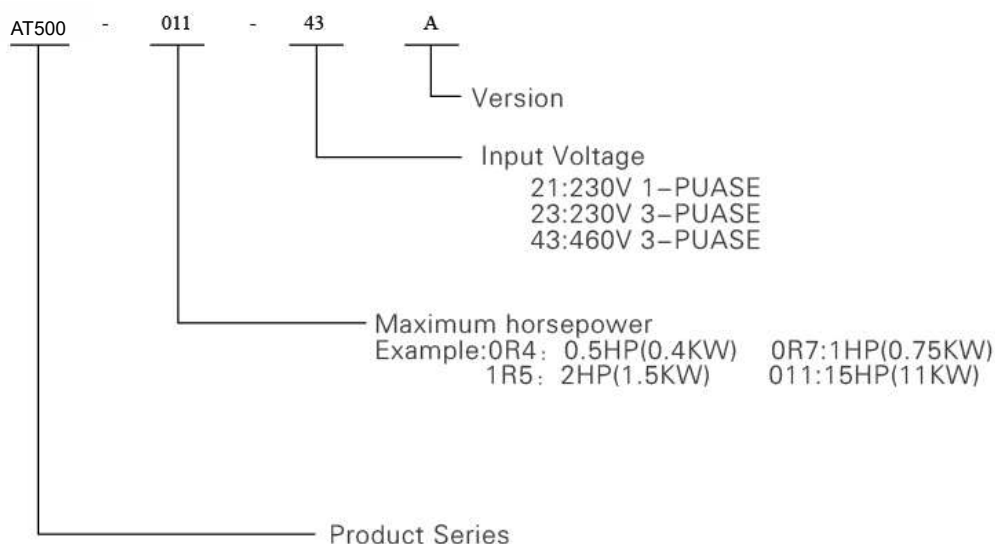 AT500 - 011 - 43 A
Version
Input Voltage
21:230V 1-PUASE
23:230V 3-PUASE
43:460V 3-PUASE
Maximum horsepower
Example:0R4: 0.5HP(0.4KW) 0R7:1HP(0.75KW)
1R5: 2HP(1.5KW) 011:15HP(11KW)
Product Series